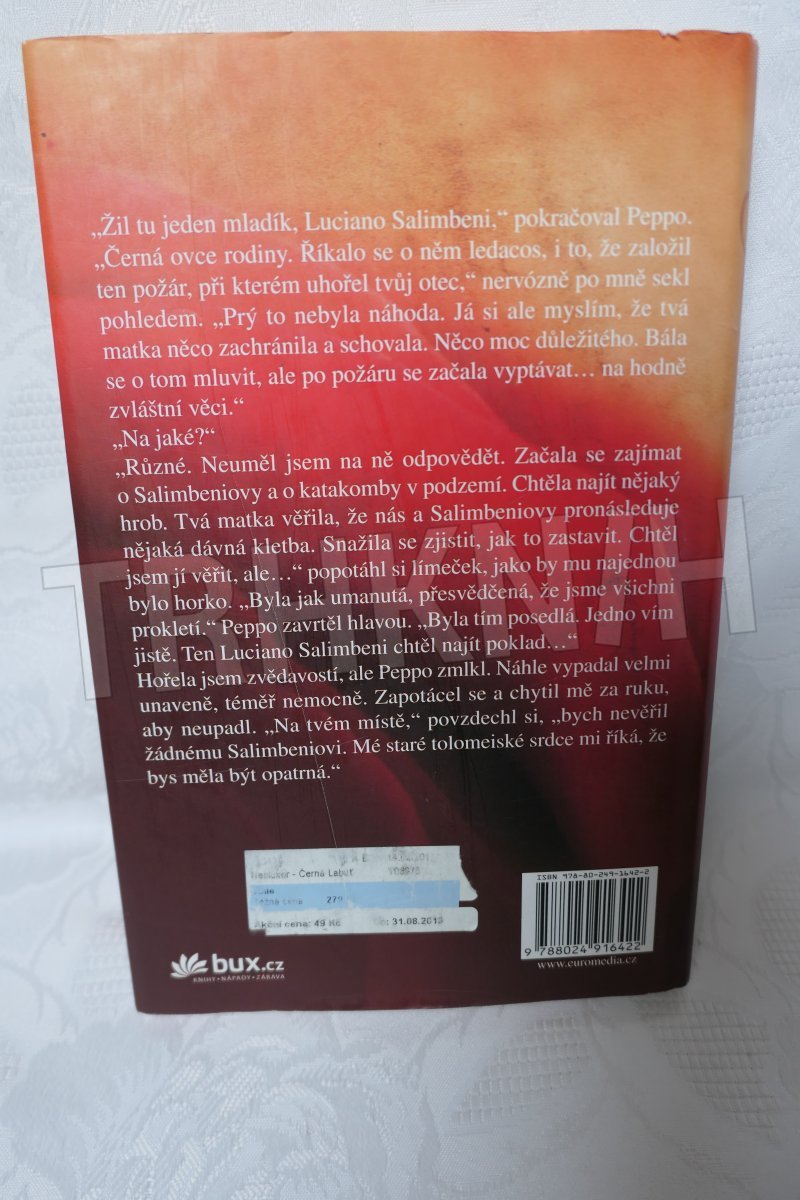 „Žil tu jeden mladík, Luciano Salimbeni,“ pokračoval Peppo.
„Černá ovce rodiny. Říkalo se o něm ledacos, i to, že založil
ten požár, při kterém uhořel tvůj otec,“ nervózně po mně sekl
pohledem. „Prý to nebyla náhoda. Já si ale myslím, že tvá
matka něco zachránila a schovala. Něco moc důležitého. Bála
se o tom mluvit, ale po požáru se začala vyptávat… na hodně
zvláštní věci.“
„Na jaké?“
„Různé. Neuměl jsem na ně odpovědět. Začala se zajímat
o Salimbeniovy a o katakomby v podzemí. Chtěla najít nějaký
hrob. Tvá matka věřila, že nás a Salimbeniovy pronásleduje
nějaká dávná kletba. Snažila se zjistit, jak to zastavit. Chtěl
jsem jí věřit, ale…“ popotáhl si límeček, jako by mu najednou
bylo horko. „Byla jak umanutá, přesvědčená, že jsme všichni
prokletí.“ Peppo zavrtěl hlavou. „Byla tím posedlá. Jedno vím
jistě. Ten Luciano Salimbeni chtěl najít poklad…“
Hořela jsem zvědavostí, ale Peppo zmlkl. Náhle vypadal velmi
unaveně, téměř nemocně. Zapotácel se a chytil mě za ruku,
aby neupadl. „Na tvém místě,“ povzdechl si, „bych nevěřil
žádnému Salimbeniovi. Mé staré tolomeiské srdce mi říká, že
bys měla být opatrná.“
TRHKNIH
Neoluxor - Černá Labuť
279
Akční cena: 49 Kč do: 31.08.2013
bux.cz
KNIHY • NÁPADY • ZÁBAVA
ISBN 978-80-249-1642-2
9 788024 916422
www.euromedia.cz